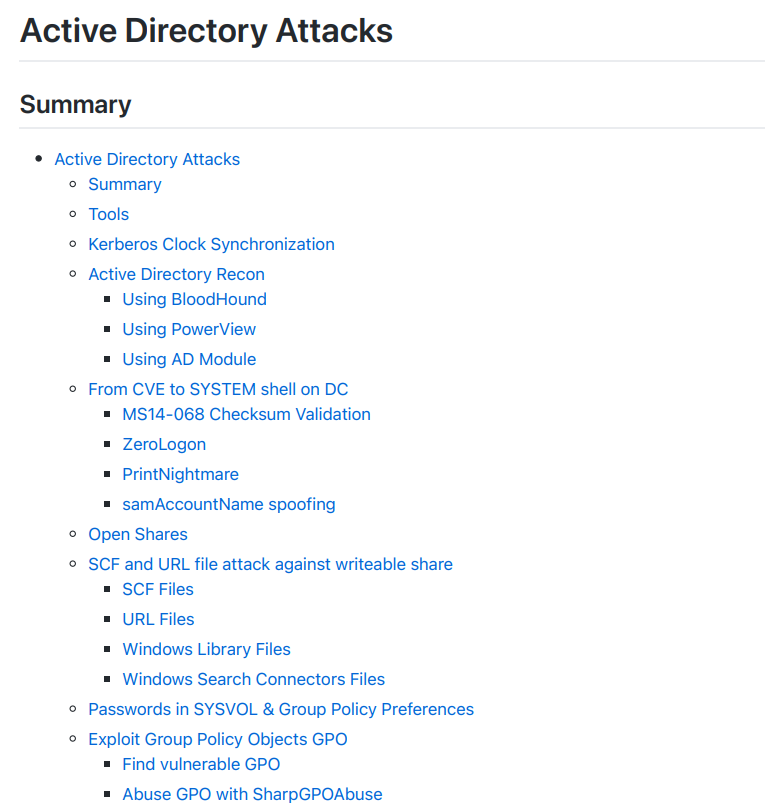 Active Directory Attacks
Summary
Active Directory Attacks
Summary
Tools
Kerberos Clock Synchronization
Active Directory Recon
Using BloodHound
Using PowerView
Using AD Module
From CVE to SYSTEM shell on DC
MS14-068 Checksum Validation
ZeroLogon
PrintNightmare
samAccountName spoofing
Open Shares
SCF and URL file attack against writeable share
SCF Files
URL Files
Windows Library Files
Windows Search Connectors Files
Passwords in SYSVOL & Group Policy Preferences
Exploit Group Policy Objects GPO
Find vulnerable GPO
Abuse GPO with SharpGPOAbuse